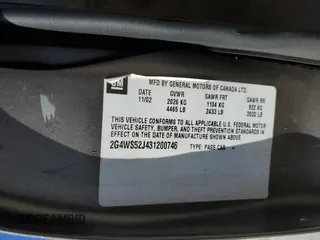 GM
MFD BY GENERAL MOTORS OF CANADA LTD.
DATE GVWR GAWR FRT GAWR RR
11/02 2026 KG 1104 KG 922 KG
4465 LB 2433 LB 2032 LB
THIS VEHICLE CONFORMS TO ALL APPLICABLE U.S. FEDERAL MOTOR VEHICLE
SAFETY, BUMPER, AND THEFT PREVENTION STANDARDS IN EFFECT ON THE
DATE OF MANUFACTURE SHOWN ABOVE.
2G4WS52J431200746 TYPE: PASS CAR